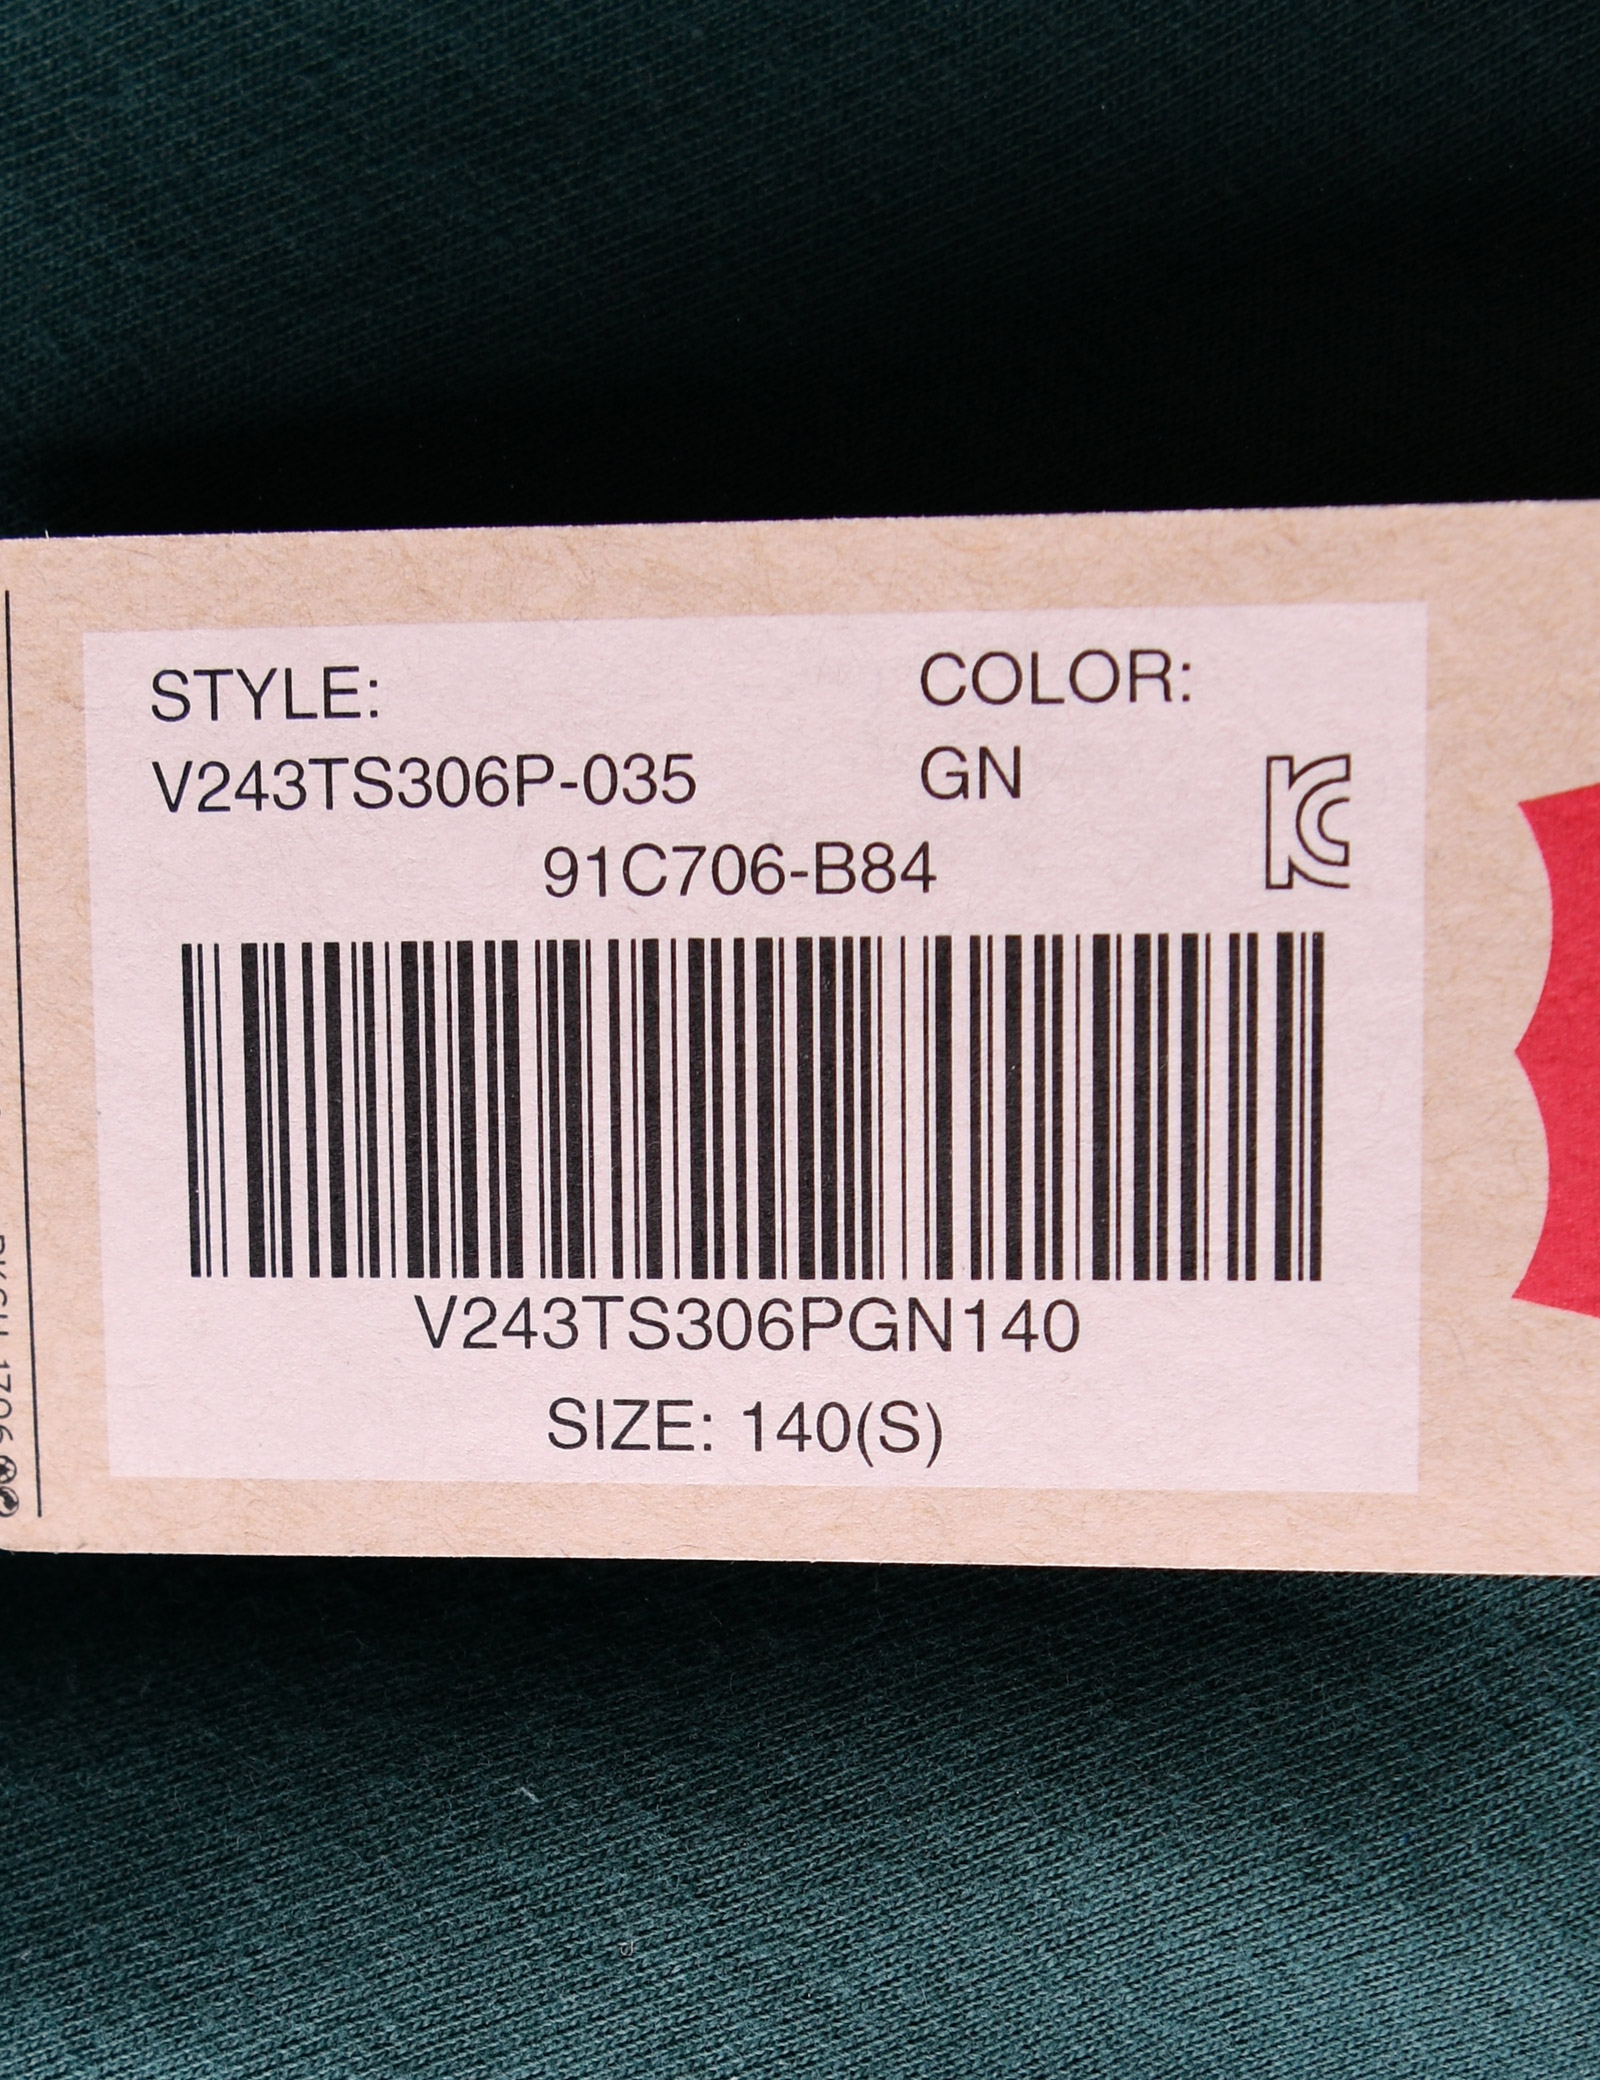 STYLE: COLOR:
V243TS306P-035 GN
91C706-B84
V243TS306PGN140
SIZE: 140(S)